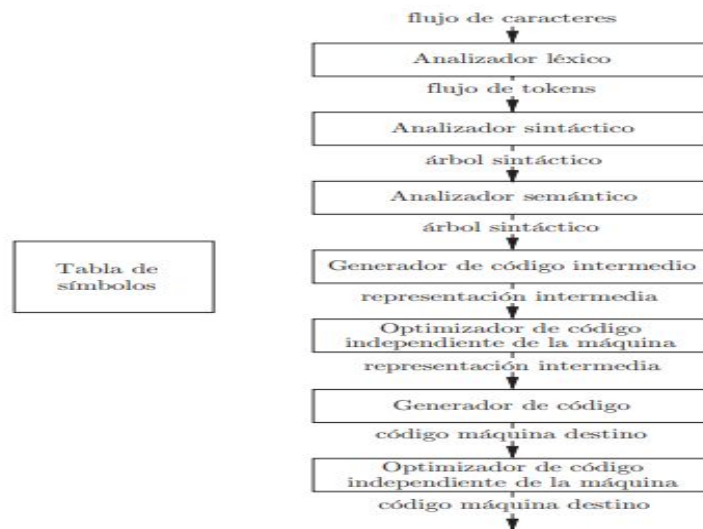 flujo de caracteres
Analizador léxico
flujo de tokens
Analizador sintáctico
árbol sintáctico
Analizador semántico
árbol sintáctico
Tabla de
símbolos
Generador de código intermedio
representación intermedia
Optimizador de código
independiente de la máquina
representación intermedia
Generador de código
código máquina destino
Optimizador de código
independiente de la máquina
código máquina destino